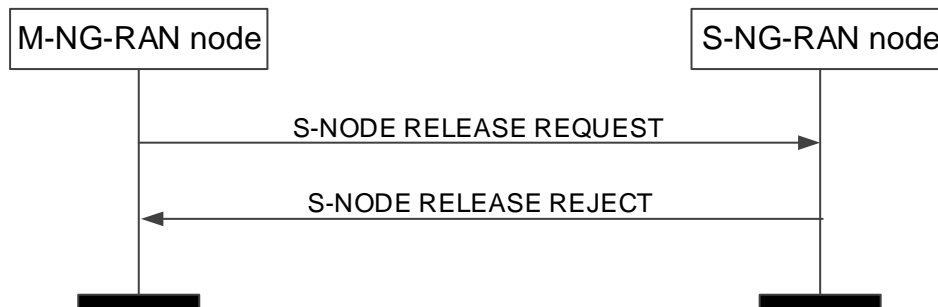 M-NG-RAN node
S-NG-RAN node
S-NODE RELEASE REQUEST
S-NODE RELEASE REJECT